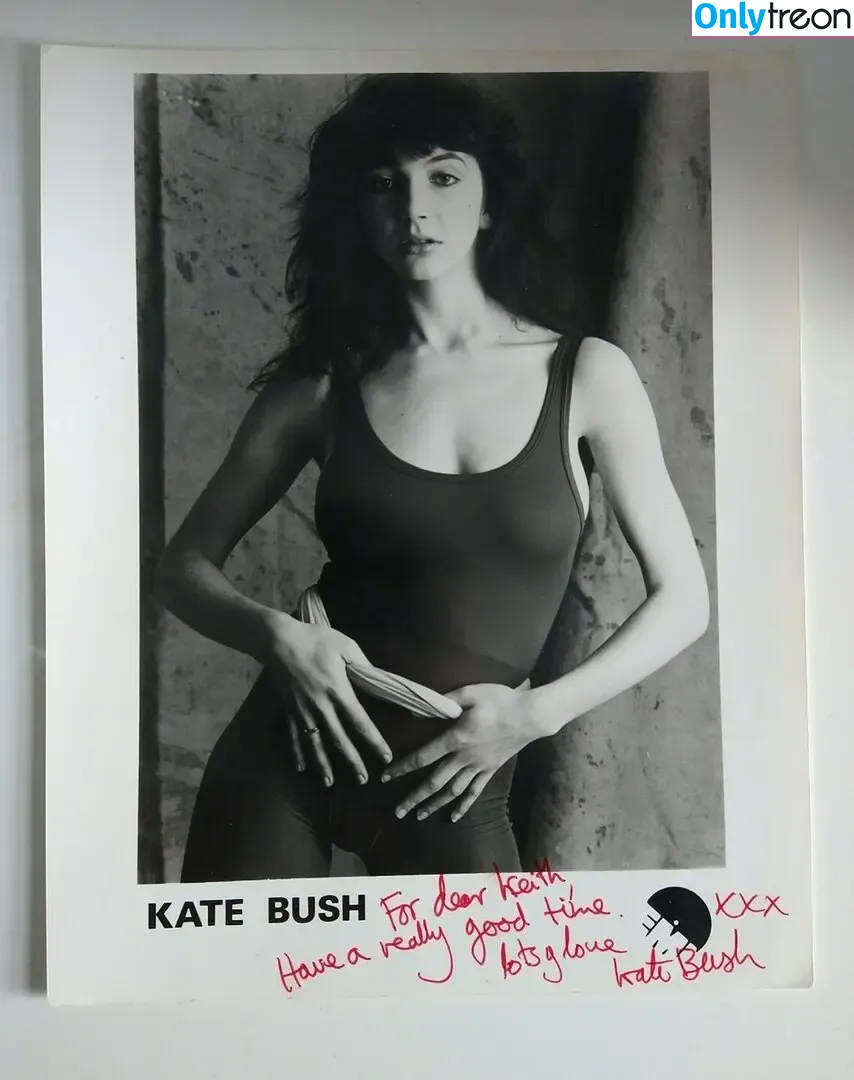 Onlytreon
KATE BUSH
For dear Keith,
Have a really good time.
lots of love
Kate Bush
xxx